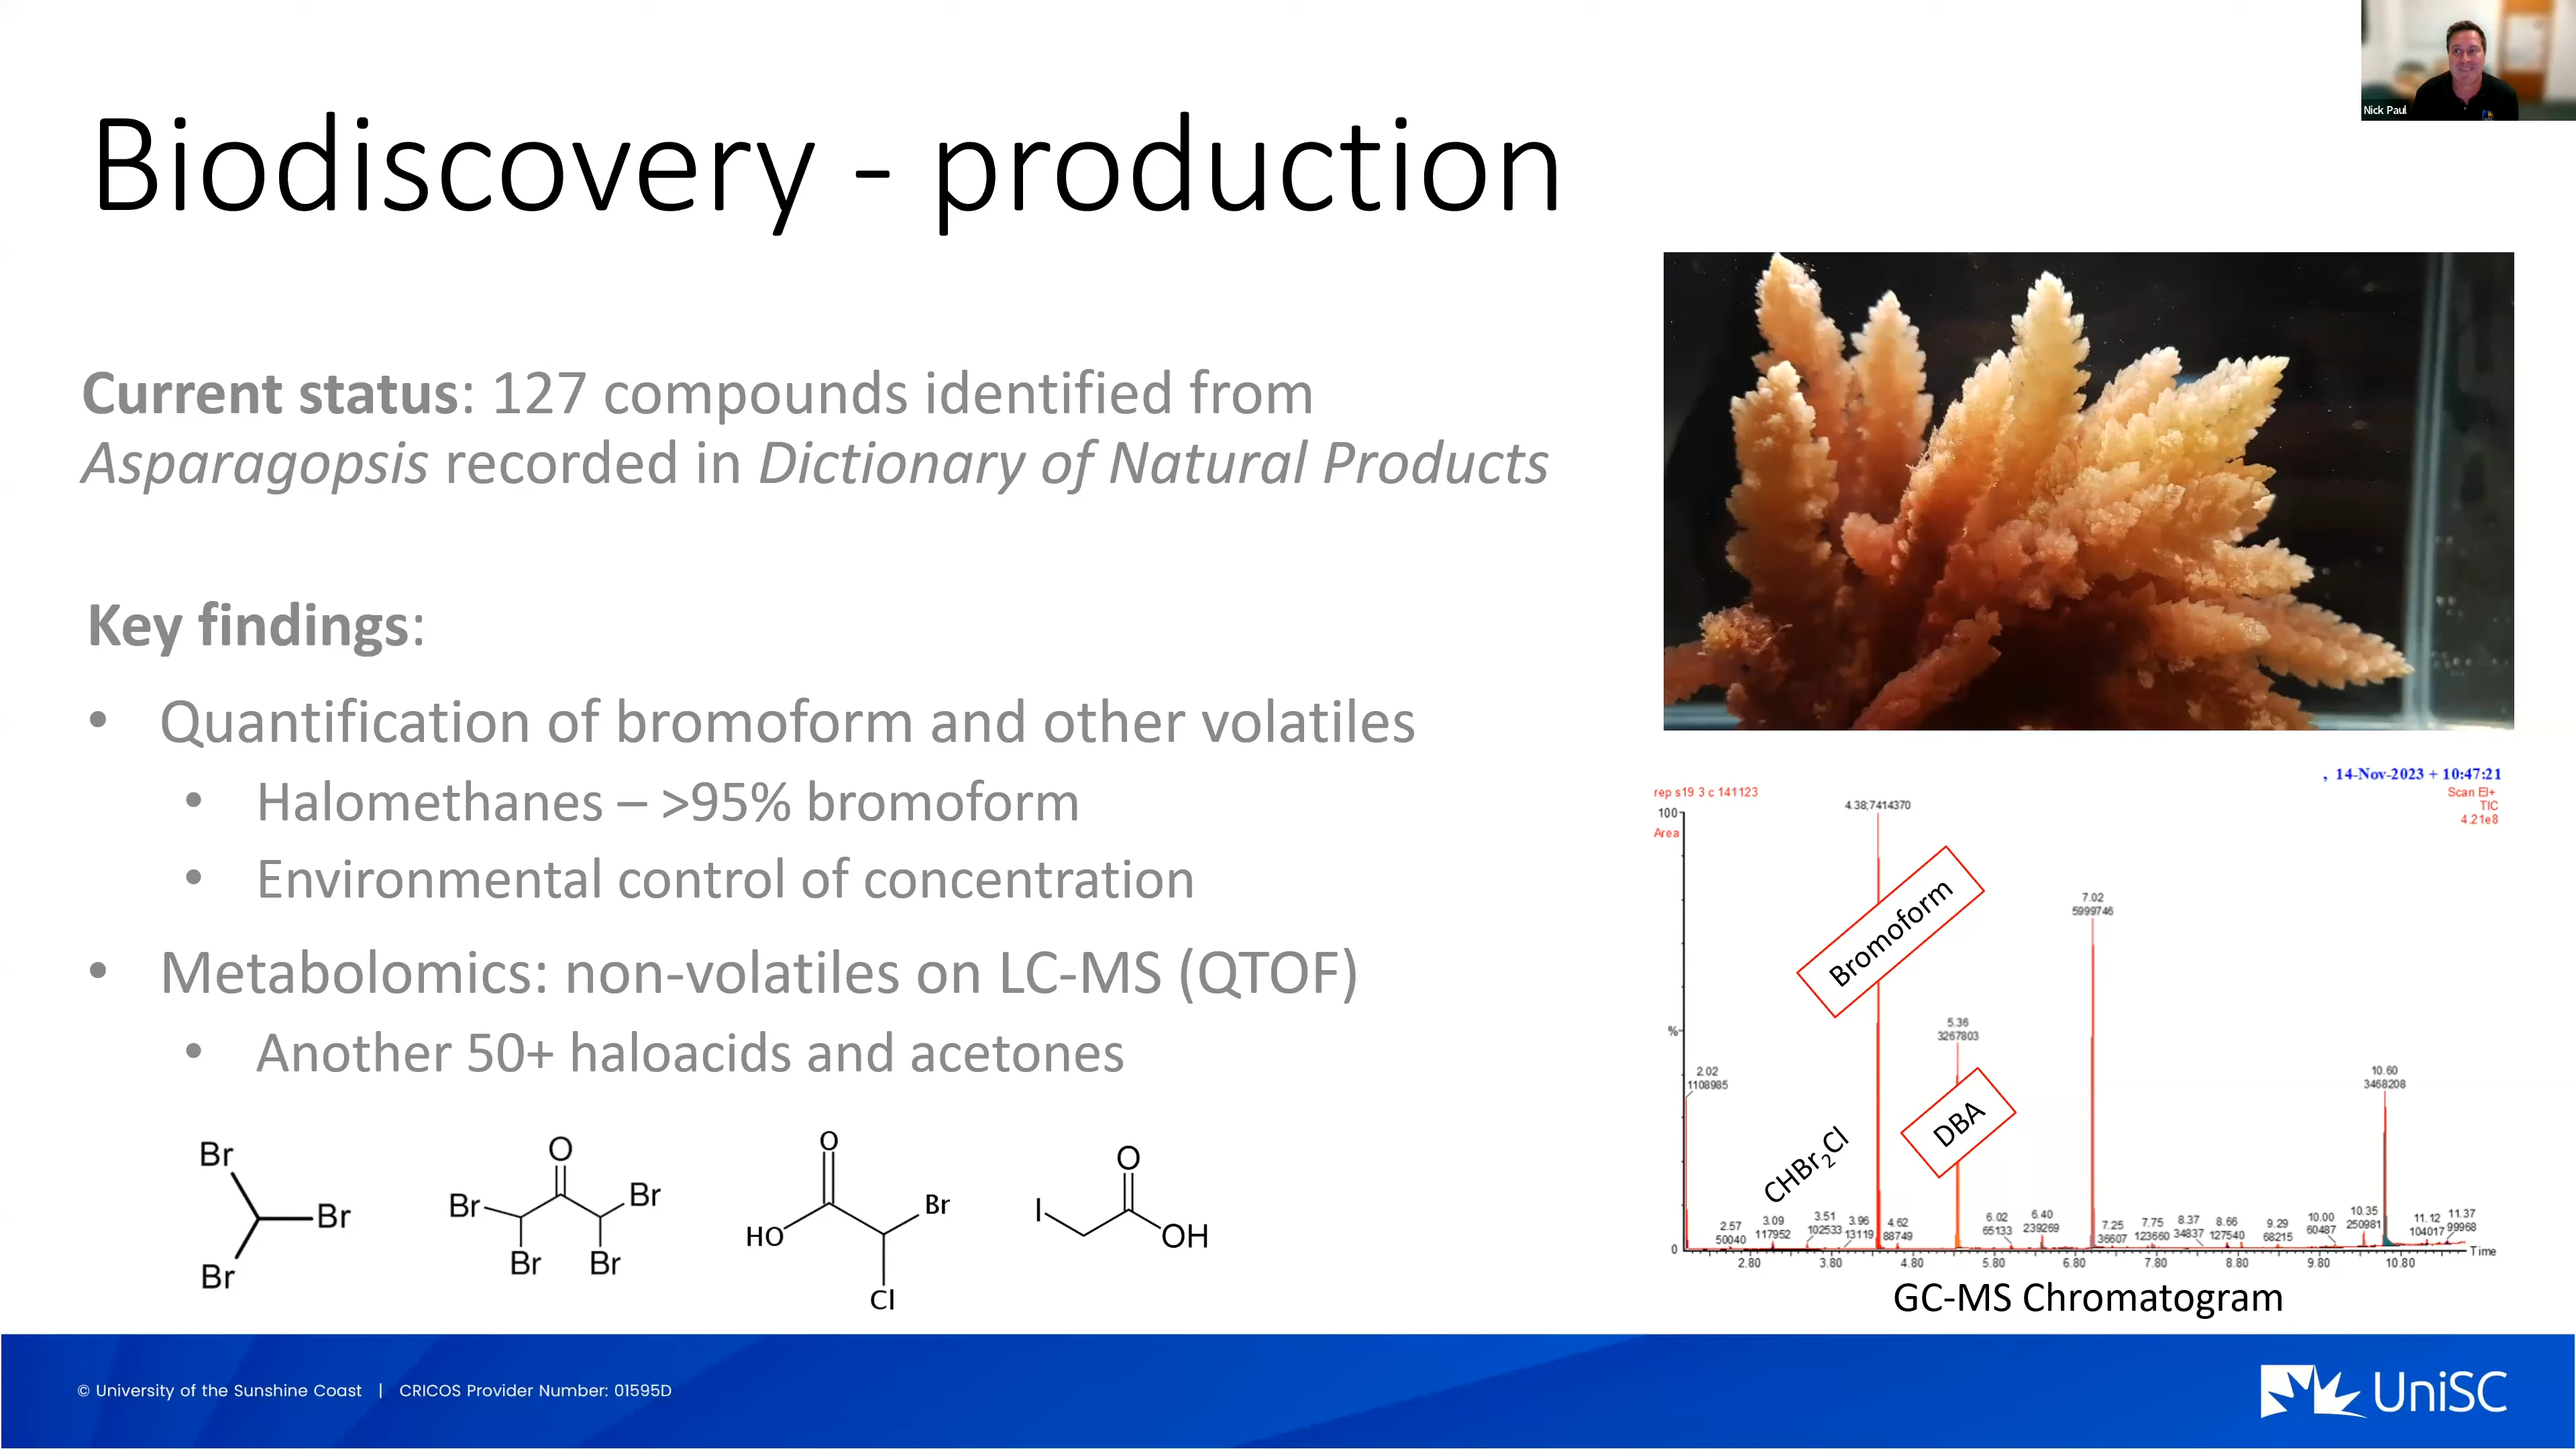 Nick Paul
Biodiscovery - production
Current status: 127 compounds identified from
Asparagopsis recorded in Dictionary of Natural Products
Key findings:
• Quantification of bromoform and other volatiles
• Halomethanes – >95% bromoform
• Environmental control of concentration
• Metabolomics: non-volatiles on LC-MS (QTOF)
• Another 50+ haloacids and acetones
Br
Br
Br
O
Br
Br
Br
Br
O
HO
Br
Cl
O
I
OH
, 14-Nov-2023 + 10:47:21
rep s19 3 c 141123
Scan EI+
TIC
4.21e8
100
Area
%
0
4.38;7414370
7.02
5999746
5.36
3267803
10.60
3468208
2.02
1108985
Bromoform
DBA
CHBr2Cl
2.57
50040
3.09
117952
3.51
102533
3.96
13119
4.62
88749
6.02
65133
6.40
239269
7.25
36607
7.75
123660
8.37
34837
8.66
127540
9.29
68215
10.00
60487
10.35
250981
11.12
104017
11.37
99968
2.80 3.80 4.80 5.80 6.80 7.80 8.80 9.80 10.80
Time
GC-MS Chromatogram
© University of the Sunshine Coast | CRICOS Provider Number: 01595D
UniSC